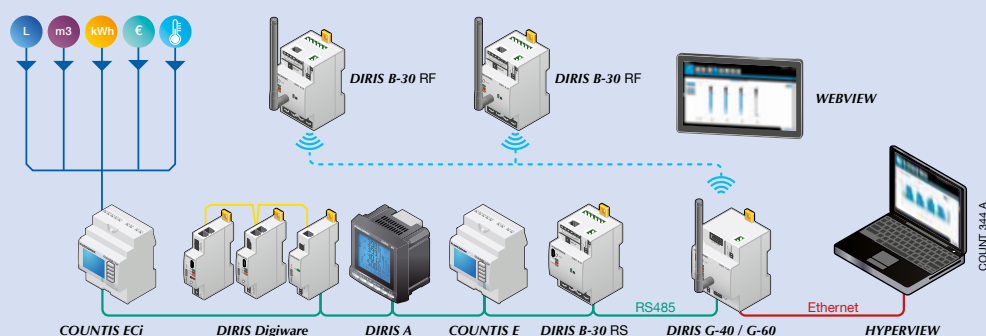 L m3 kWh €
DIRIS B-30 RF
DIRIS B-30 RF
WEBVIEW
RS485
Ethernet
COUNTIS ECi
DIRIS Digiware
DIRIS A
COUNTIS E
DIRIS B-30 RS
DIRIS G-40 / G-60
HYPERVIEW
COUNT 344 A